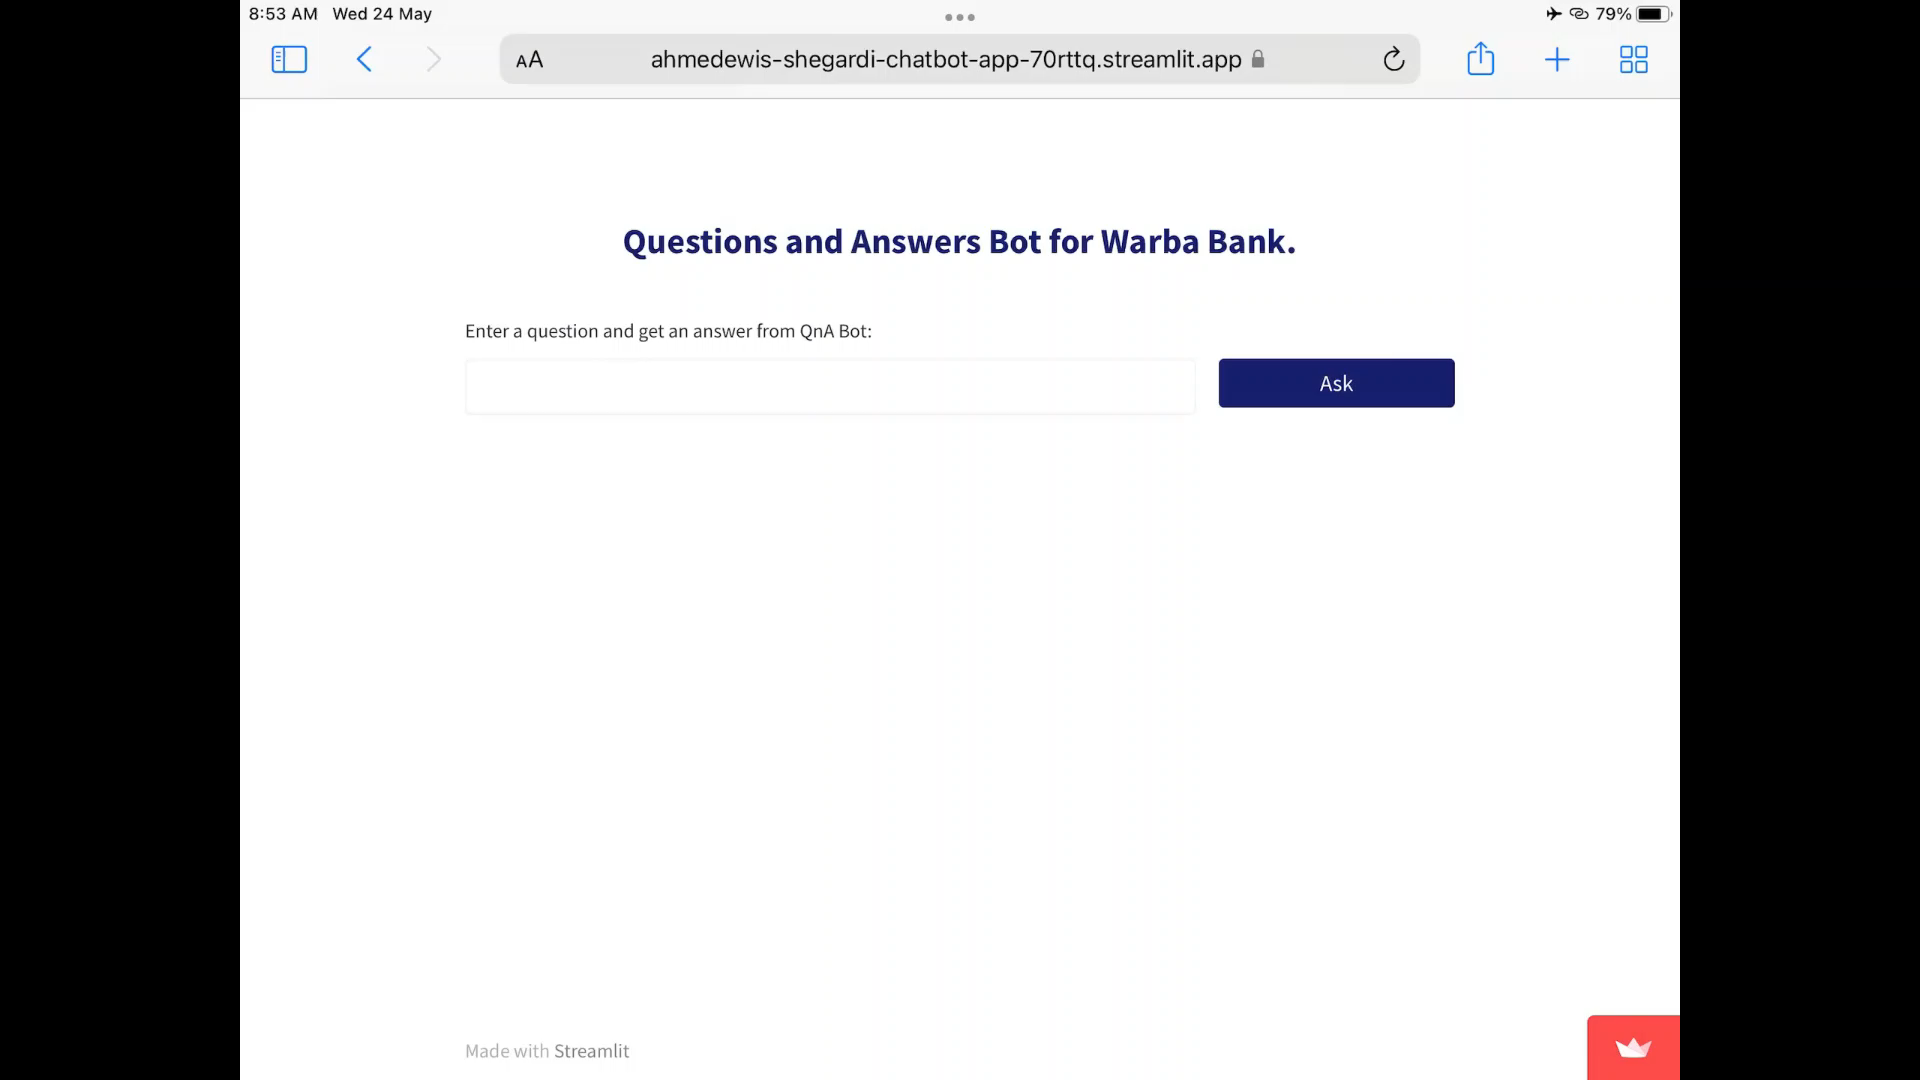 8:53 AM Wed 24 May
79%
AA
ahmedewis-shegardi-chatbot-app-70rttq.streamlit.app
Questions and Answers Bot for Warba Bank.
Enter a question and get an answer from QnA Bot:
Ask
Made with Streamlit